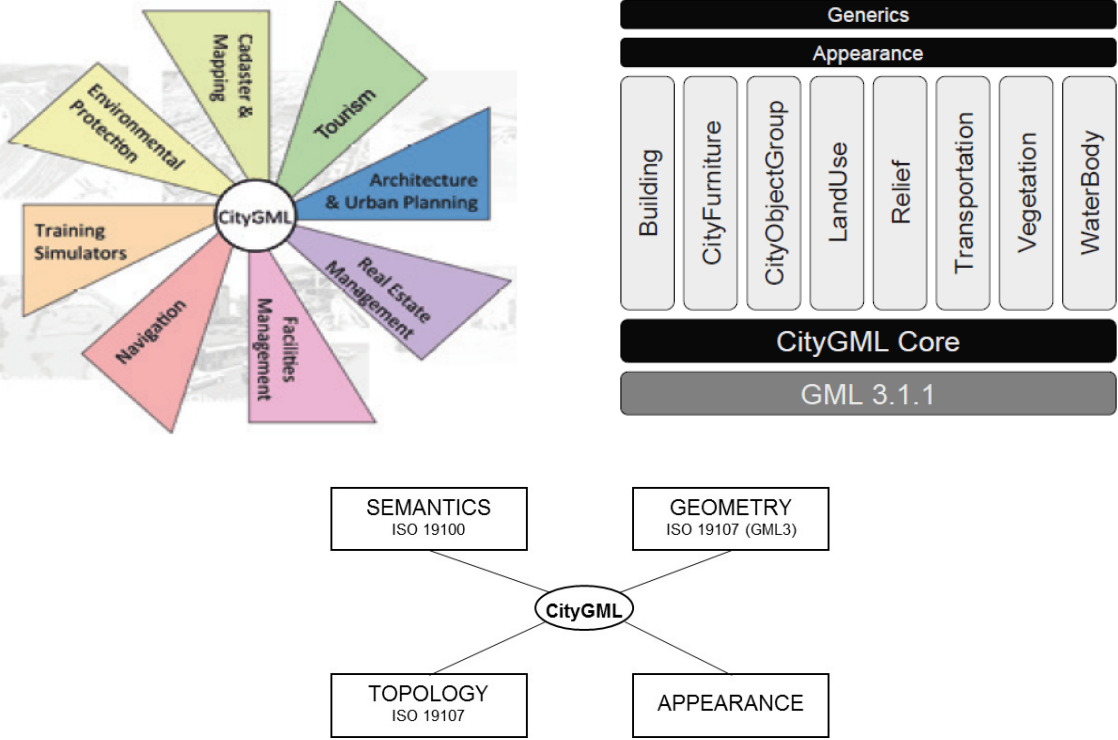 Cadaster &
Mapping
Tourism
Environmental
Protection
Architecture
& Urban Planning
CityGML
Training
Simulators
Real Estate
Management
Navigation
Facilities
Management
Generics
Appearance
Building
CityFurniture
CityObjectGroup
LandUse
Relief
Transportation
Vegetation
WaterBody
CityGML Core
GML 3.1.1
SEMANTICS
ISO 19100
GEOMETRY
ISO 19107 (GML3)
CityGML
TOPOLOGY
ISO 19107
APPEARANCE